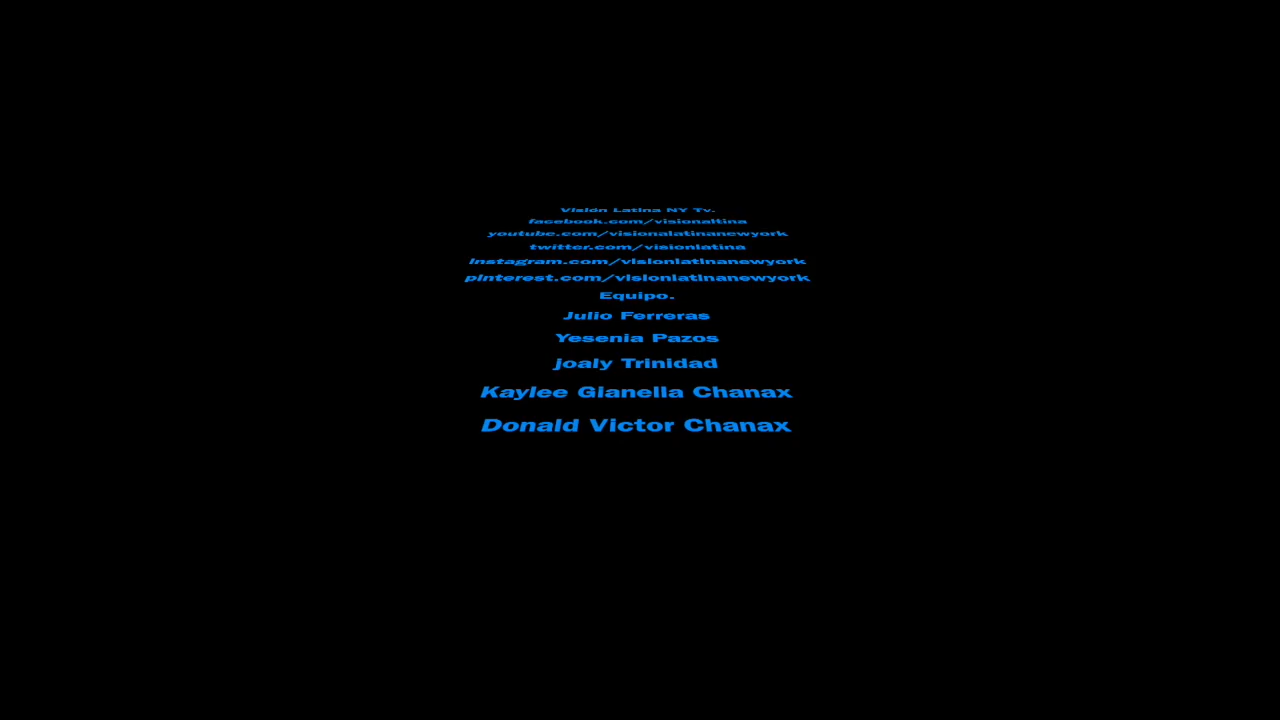 Visión Latina NY Tv.
facebook.com/visionaltina
youtube.com/visionalatinanewyork
twitter.com/visionlatina
instagram.com/visionlatinanewyork
pinterest.com/visionlatinanewyork
Equipo.
Julio Ferreras
Yesenia Pazos
joaly Trinidad
Kaylee Gianella Chanax
Donald Victor Chanax